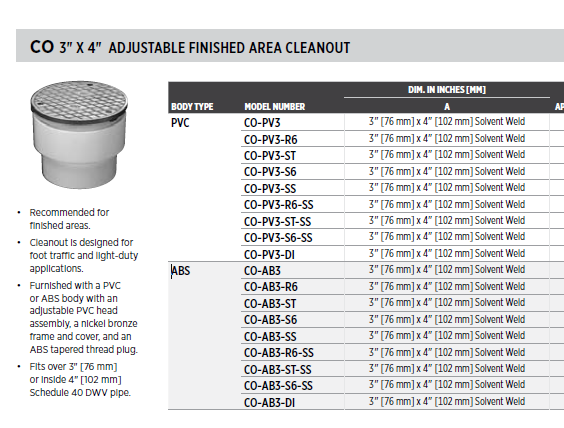 CO 3" X 4" ADJUSTABLE FINISHED AREA CLEANOUT
DIM. IN INCHES [MM]
BODY TYPE MODEL NUMBER A AP
PVC CO-PV3 3" [76 mm] x 4" [102 mm] Solvent Weld
CO-PV3-R6 3" [76 mm] x 4" [102 mm] Solvent Weld
CO-PV3-ST 3" [76 mm] x 4" [102 mm] Solvent Weld
CO-PV3-S6 3" [76 mm] x 4" [102 mm] Solvent Weld
CO-PV3-SS 3" [76 mm] x 4" [102 mm] Solvent Weld
CO-PV3-R6-SS 3" [76 mm] x 4" [102 mm] Solvent Weld
CO-PV3-ST-SS 3" [76 mm] x 4" [102 mm] Solvent Weld
CO-PV3-S6-SS 3" [76 mm] x 4" [102 mm] Solvent Weld
CO-PV3-DI 3" [76 mm] x 4" [102 mm] Solvent Weld
ABS CO-AB3 3" [76 mm] x 4" [102 mm] Solvent Weld
CO-AB3-R6 3" [76 mm] x 4" [102 mm] Solvent Weld
CO-AB3-ST 3" [76 mm] x 4" [102 mm] Solvent Weld
CO-AB3-S6 3" [76 mm] x 4" [102 mm] Solvent Weld
CO-AB3-SS 3" [76 mm] x 4" [102 mm] Solvent Weld
CO-AB3-R6-SS 3" [76 mm] x 4" [102 mm] Solvent Weld
CO-AB3-ST-SS 3" [76 mm] x 4" [102 mm] Solvent Weld
CO-AB3-S6-SS 3" [76 mm] x 4" [102 mm] Solvent Weld
CO-AB3-DI 3" [76 mm] x 4" [102 mm] Solvent Weld
• Recommended for
finished areas.
• Cleanout is designed for
foot traffic and light-duty
applications.
• Furnished with a PVC
or ABS body with an
adjustable PVC head
assembly, a nickel bronze
frame and cover, and an
ABS tapered thread plug.
• Fits over 3" [76 mm]
or inside 4" [102 mm]
Schedule 40 DWV pipe.